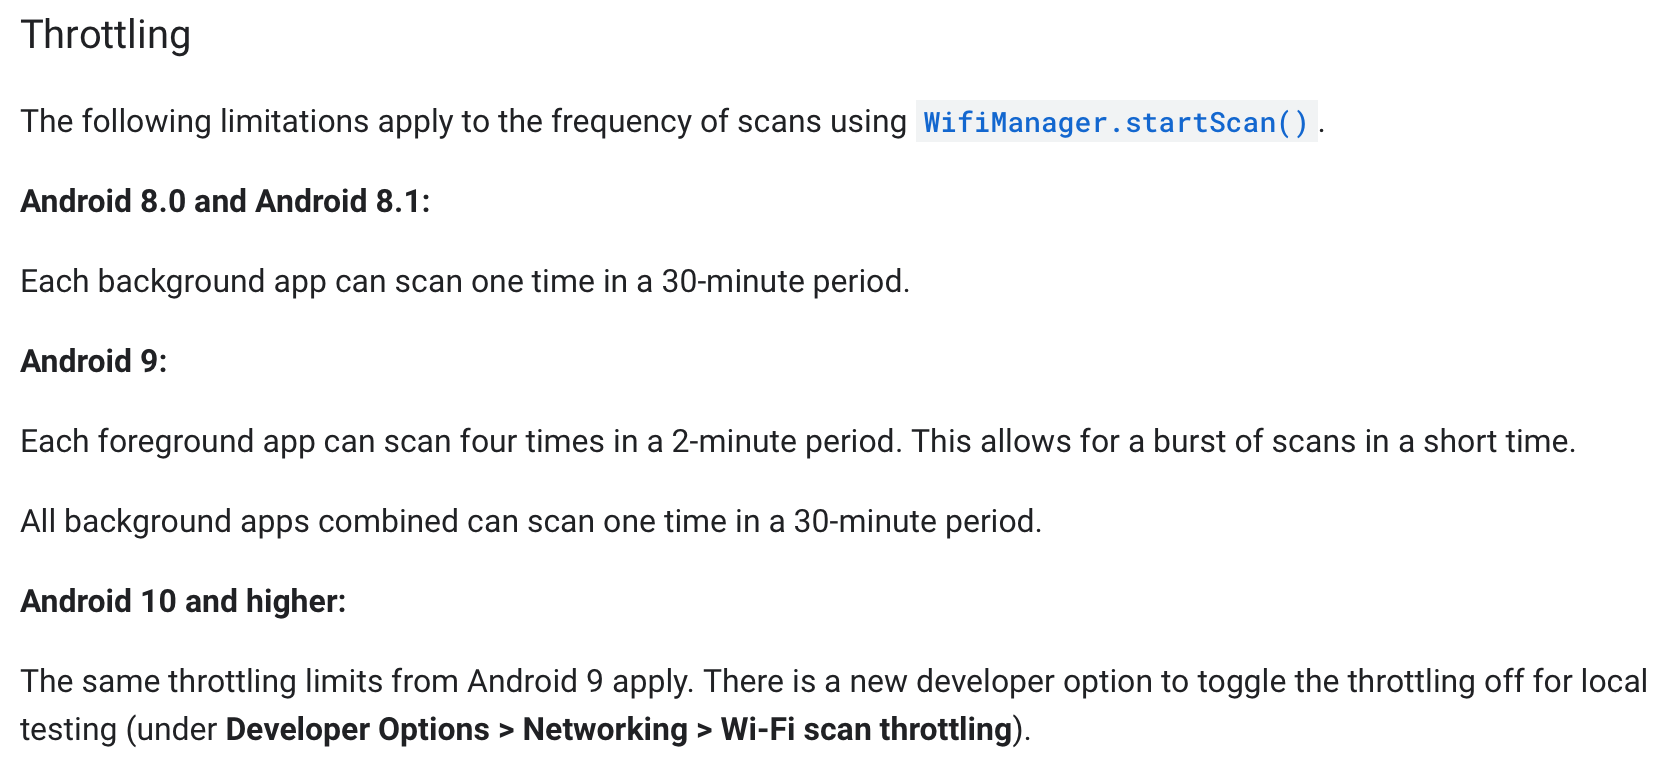 Throttling
The following limitations apply to the frequency of scans using WifiManager.startScan().
Android 8.0 and Android 8.1:
Each background app can scan one time in a 30-minute period.
Android 9:
Each foreground app can scan four times in a 2-minute period. This allows for a burst of scans in a short time.
All background apps combined can scan one time in a 30-minute period.
Android 10 and higher:
The same throttling limits from Android 9 apply. There is a new developer option to toggle the throttling off for local
testing (under Developer Options > Networking > Wi-Fi scan throttling).